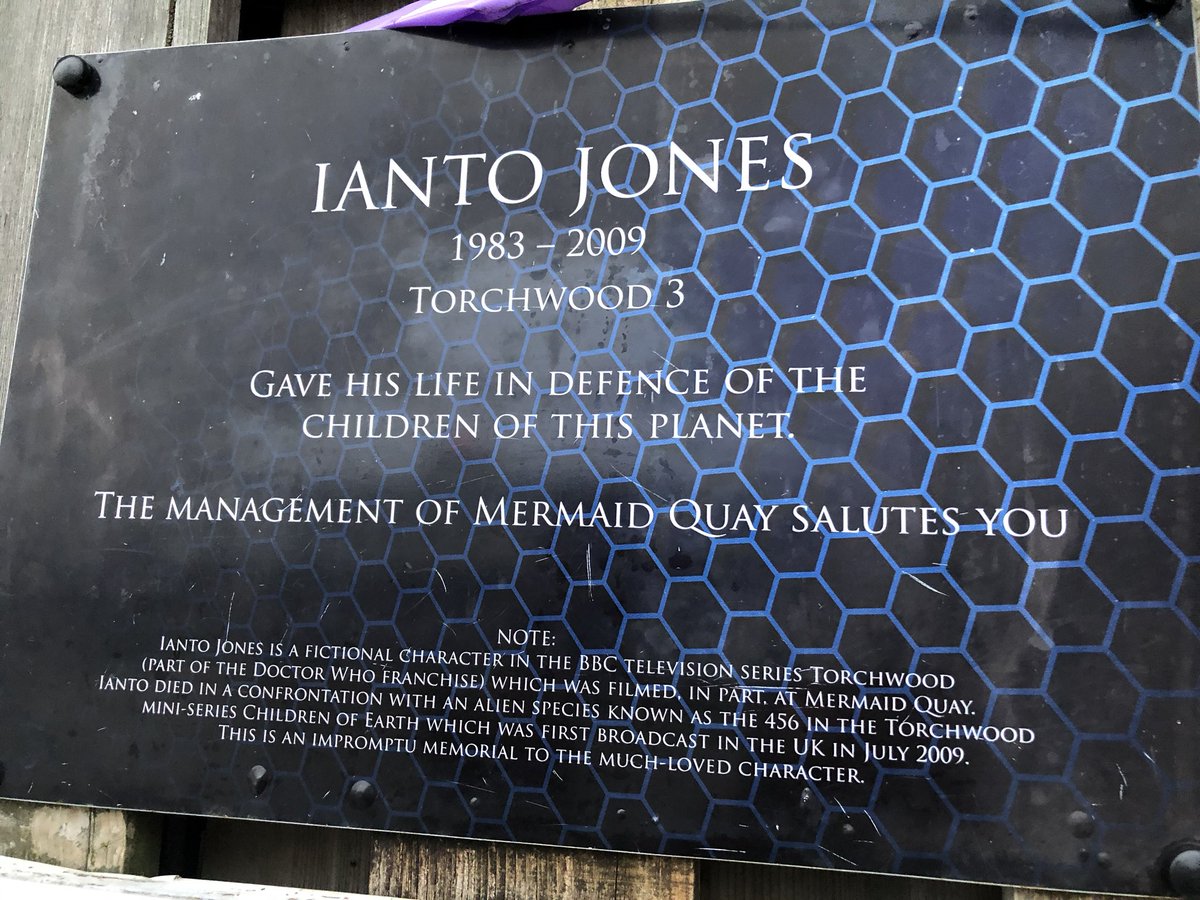 IANTO JONES
1983 – 2009
TORCHWOOD 3
GAVE HIS LIFE IN DEFENCE OF THE
CHILDREN OF THIS PLANET.
THE MANAGEMENT OF MERMAID QUAY SALUTES YOU
NOTE:
IANTO JONES IS A FICTIONAL CHARACTER IN THE BBC TELEVISION SERIES TORCHWOOD
(PART OF THE DOCTOR WHO FRANCHISE) WHICH WAS FILMED, IN PART, AT MERMAID QUAY.
IANTO DIED IN A CONFRONTATION WITH AN ALIEN SPECIES KNOWN AS THE 456 IN THE TORCHWOOD
MINI-SERIES CHILDREN OF EARTH WHICH WAS FIRST BROADCAST IN THE UK IN JULY 2009.
THIS IS AN IMPROMPTU MEMORIAL TO THE MUCH-LOVED CHARACTER.